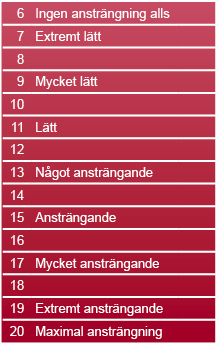 6 Ingen ansträngning alls
7 Extremt lätt
8
9 Mycket lätt
10
11 Lätt
12
13 Något ansträngande
14
15 Ansträngande
16
17 Mycket ansträngande
18
19 Extremt ansträngande
20 Maximal ansträngning